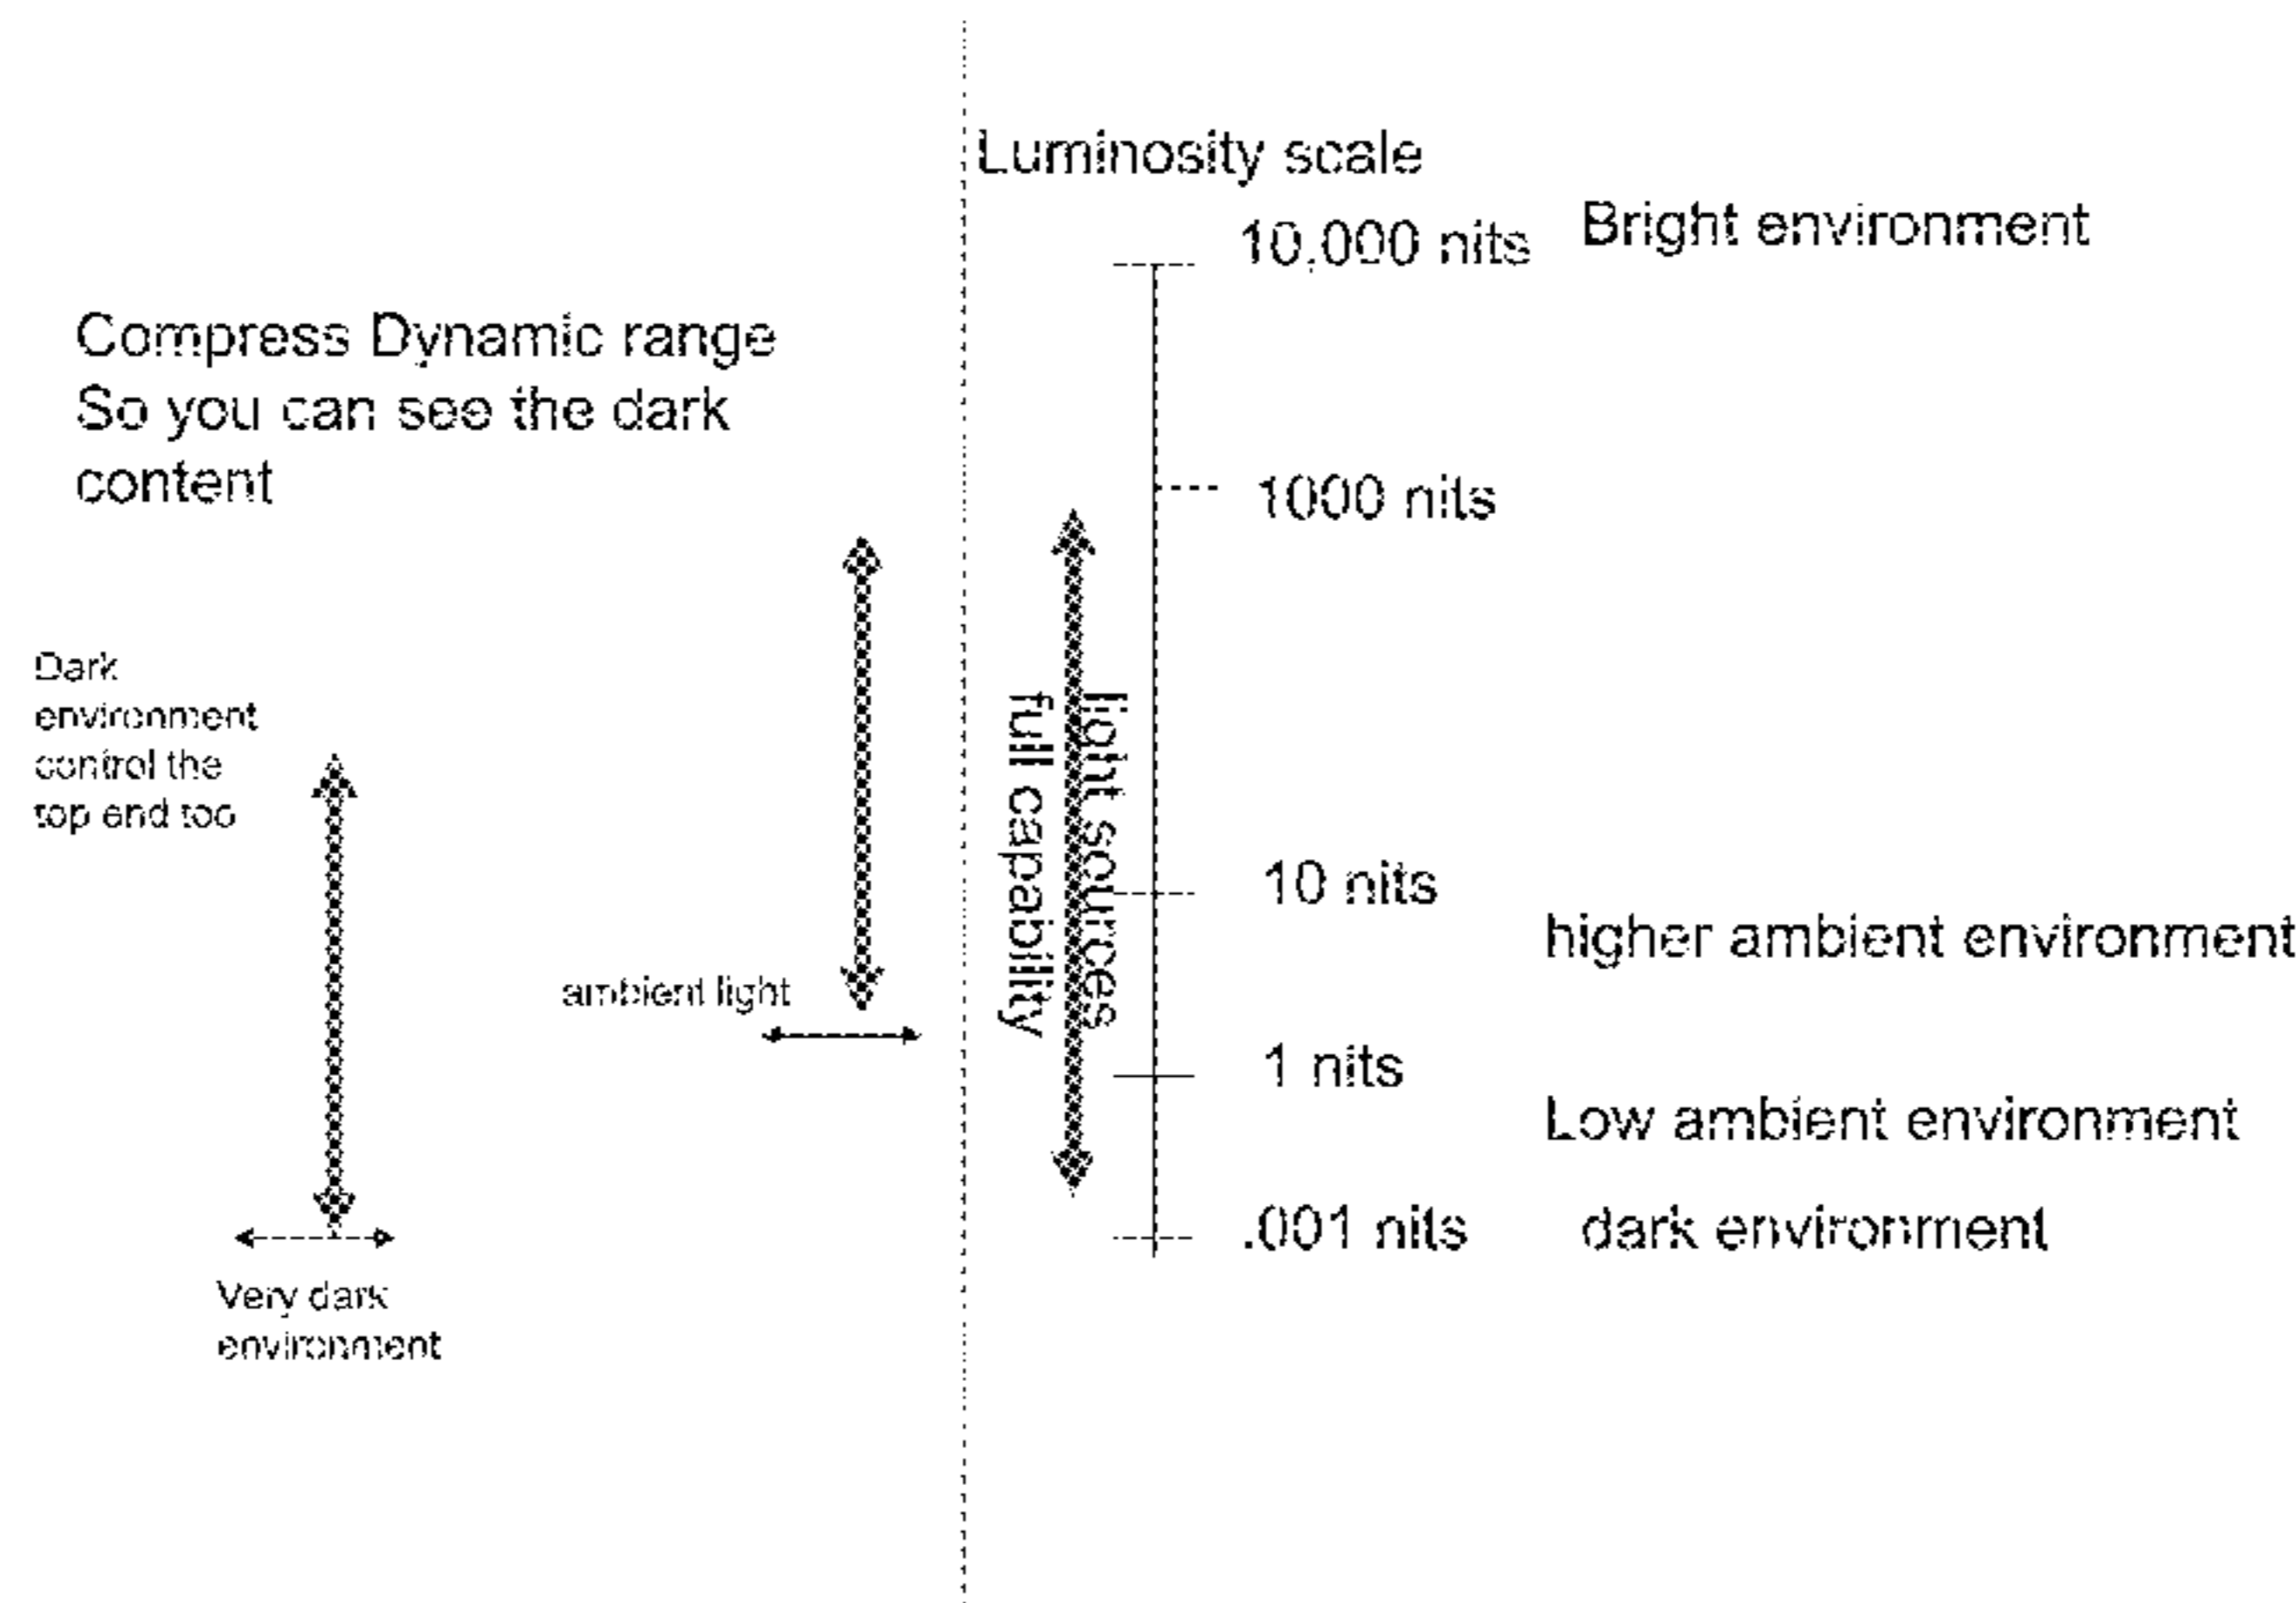 Luminosity scale
10,000 nits
Bright environment
Compress Dynamic range
So you can see the dark
content
1000 nits
Dark
environment
control the
top end too
light sources
full capability
10 nits
higher ambient environment
ambient light
1 nits
Low ambient environment
.001 nits
dark environment
Very dark
environment